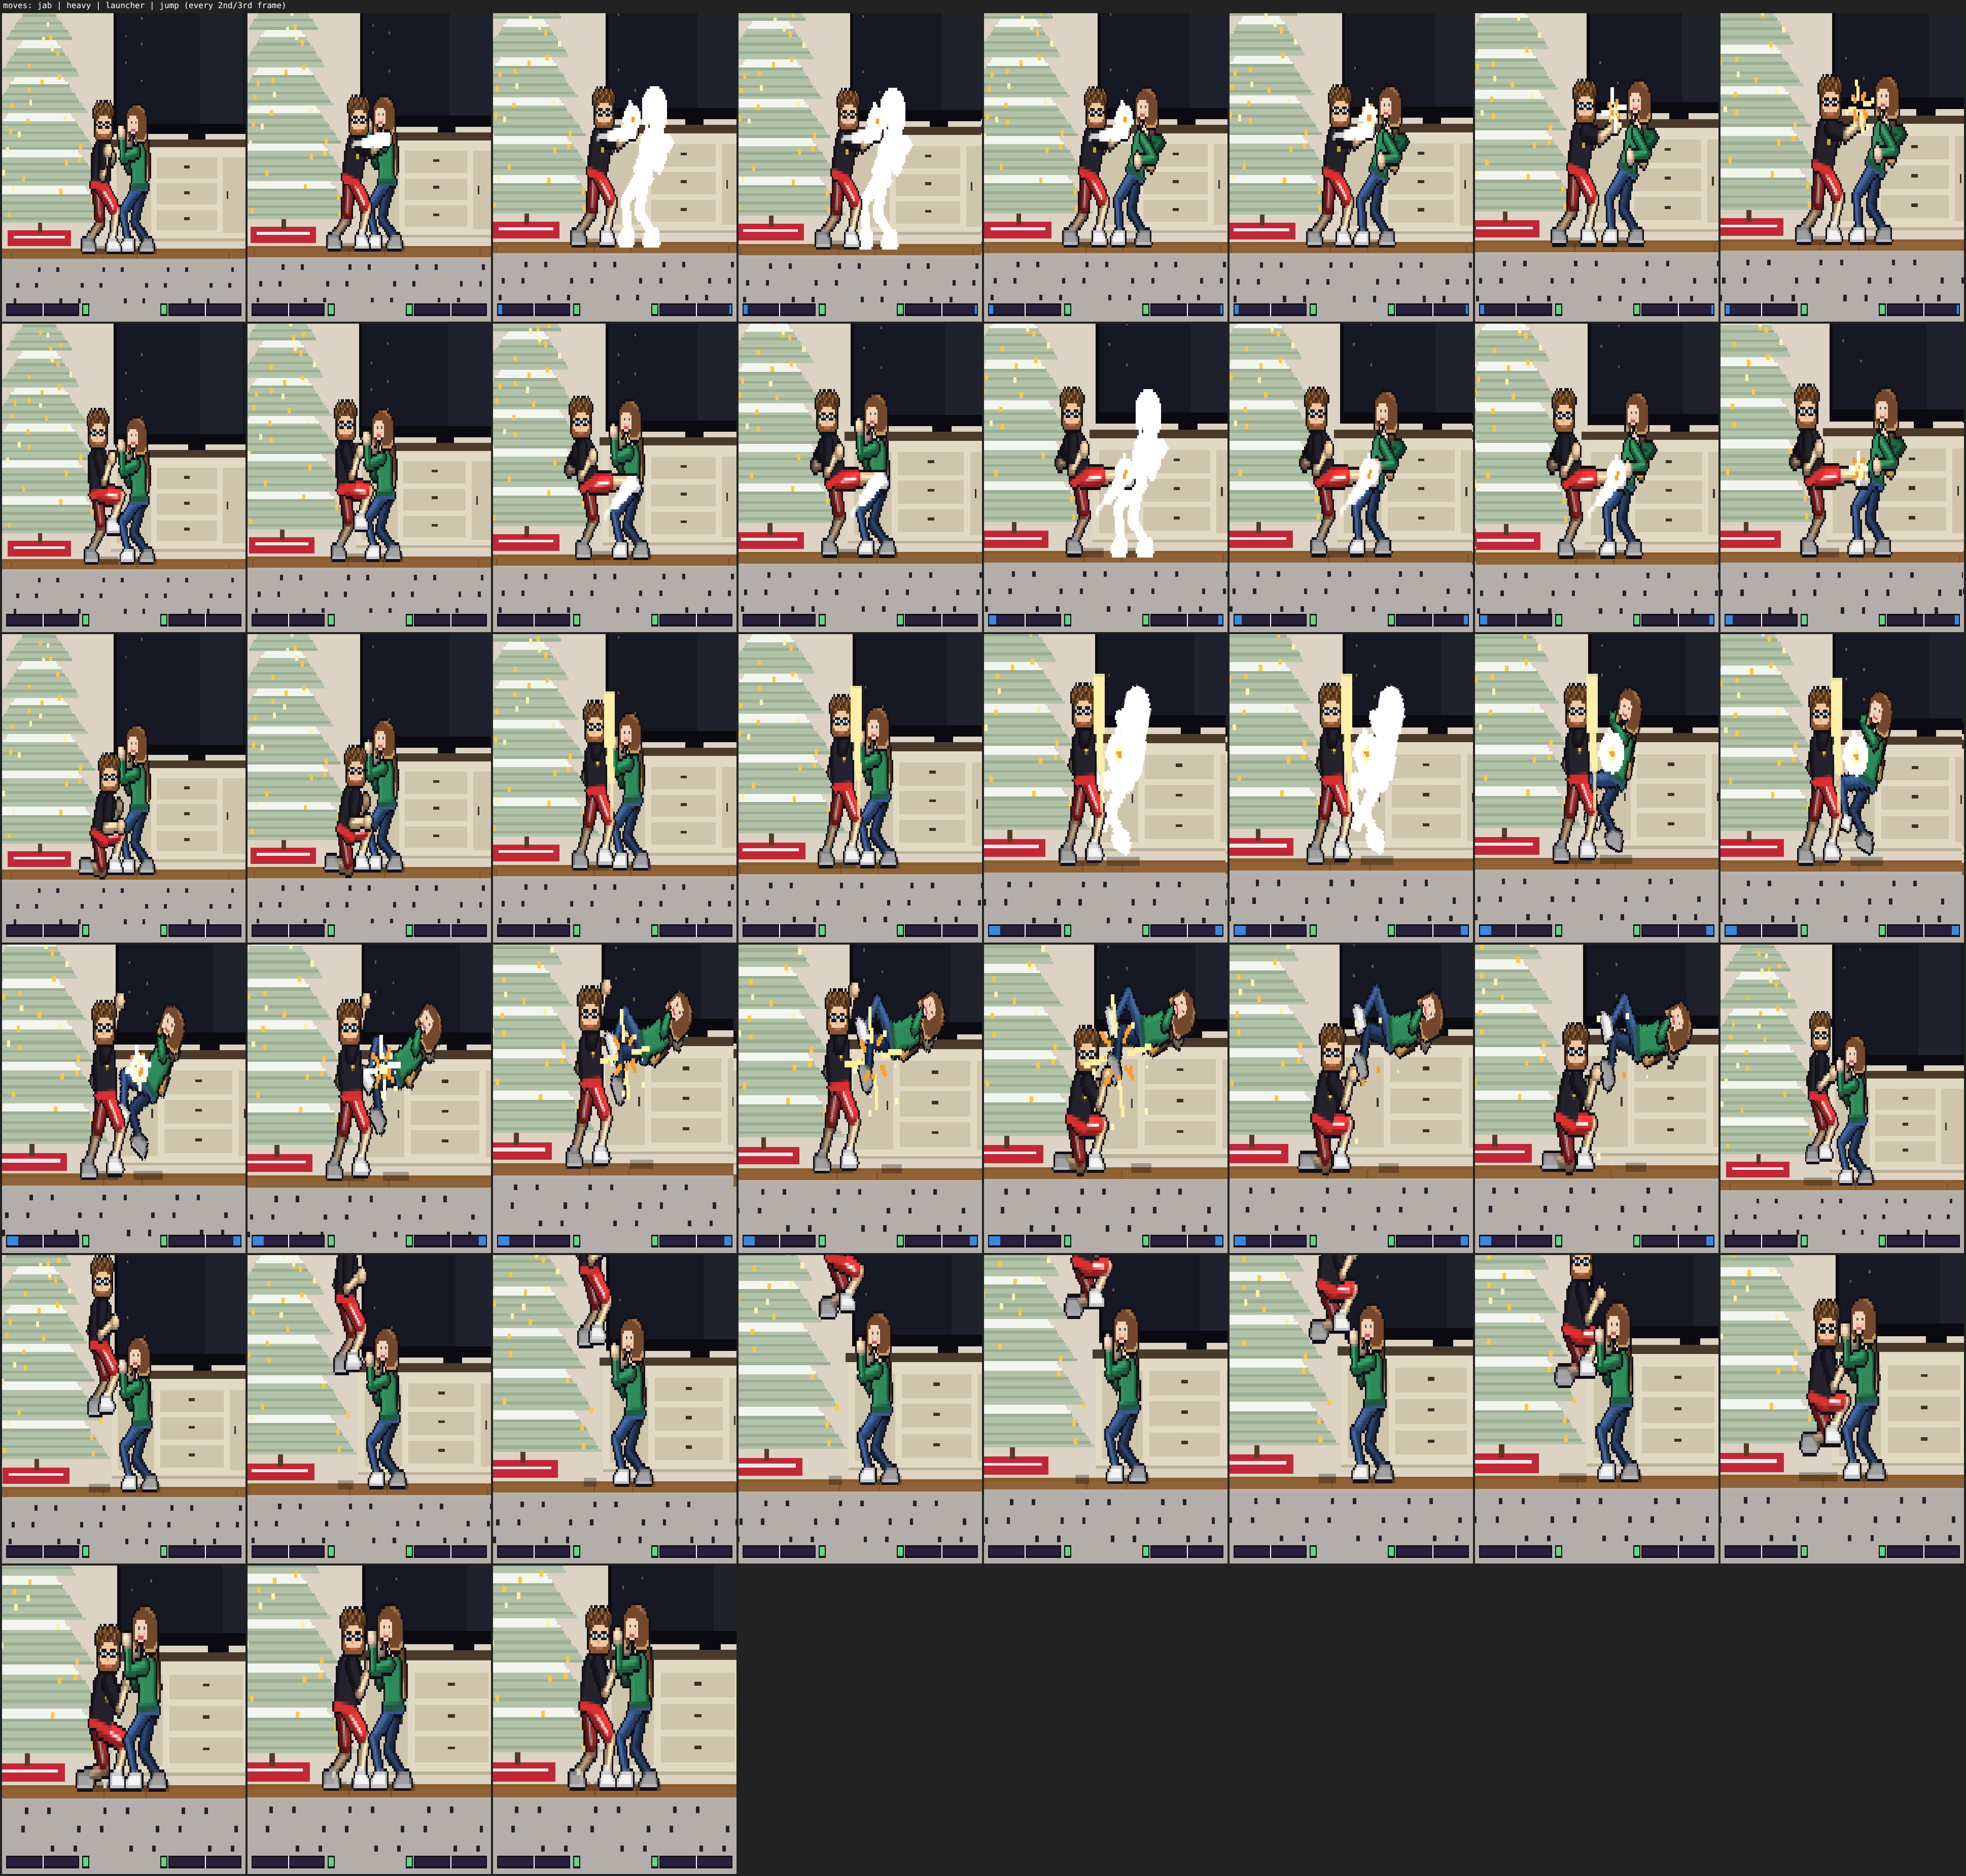 moves: jab | heavy | launcher | jump (every 2nd/3rd frame)